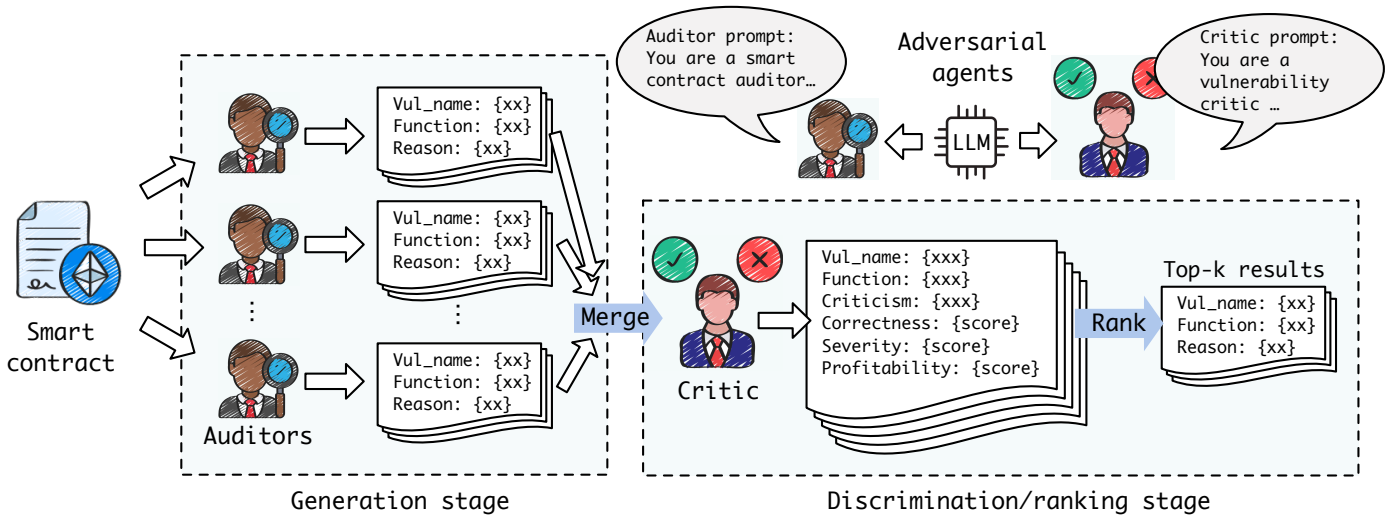 Smart
contract
Vul_name: {xx}
Function: {xx}
Reason: {xx}
Vul_name: {xx}
Function: {xx}
Reason: {xx}
Vul_name: {xx}
Function: {xx}
Reason: {xx}
Auditors
Generation stage
Merge
Auditor prompt:
You are a smart
contract auditor…
Adversarial
agents
LLM
Critic prompt:
You are a
vulnerability
critic …
Critic
Vul_name: {xxx}
Function: {xxx}
Criticism: {xxx}
Correctness: {score}
Severity: {score}
Profitability: {score}
Rank
Top-k results
Vul_name: {xx}
Function: {xx}
Reason: {xx}
Discrimination/ranking stage